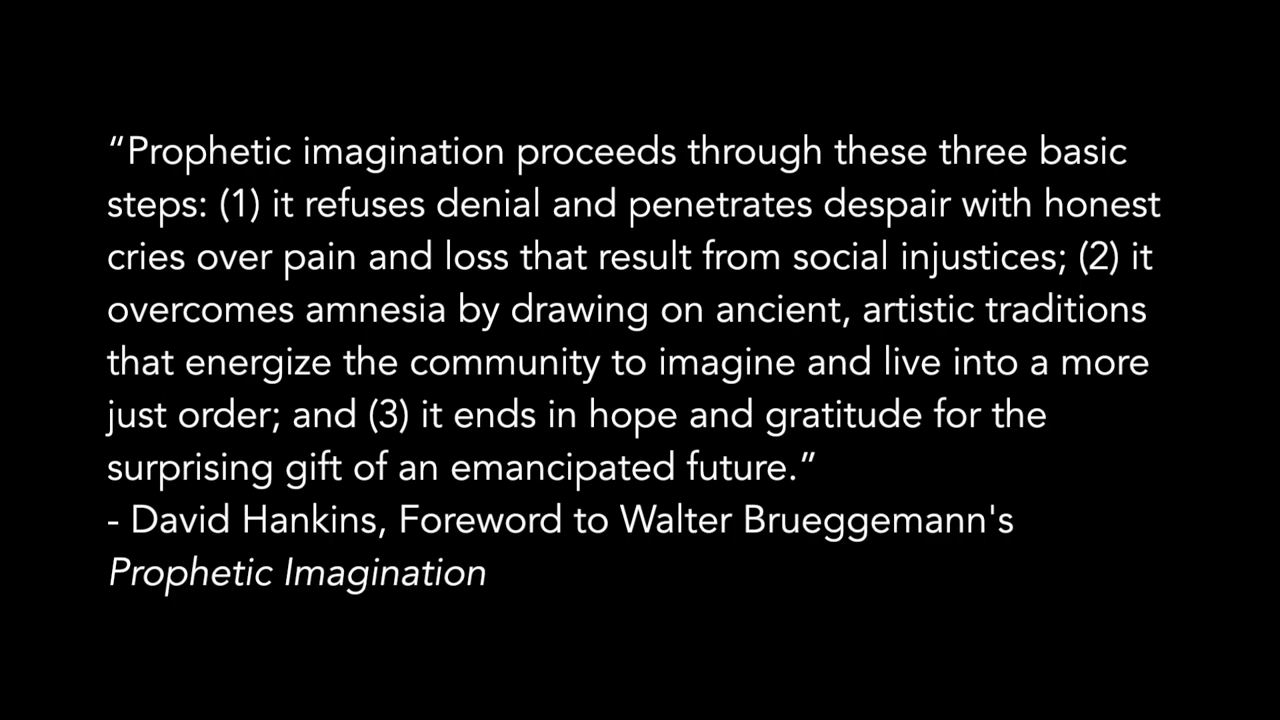 “Prophetic imagination proceeds through these three basic
steps: (1) it refuses denial and penetrates despair with honest
cries over pain and loss that result from social injustices; (2) it
overcomes amnesia by drawing on ancient, artistic traditions
that energize the community to imagine and live into a more
just order; and (3) it ends in hope and gratitude for the
surprising gift of an emancipated future.”
- David Hankins, Foreword to Walter Brueggemann's
Prophetic Imagination